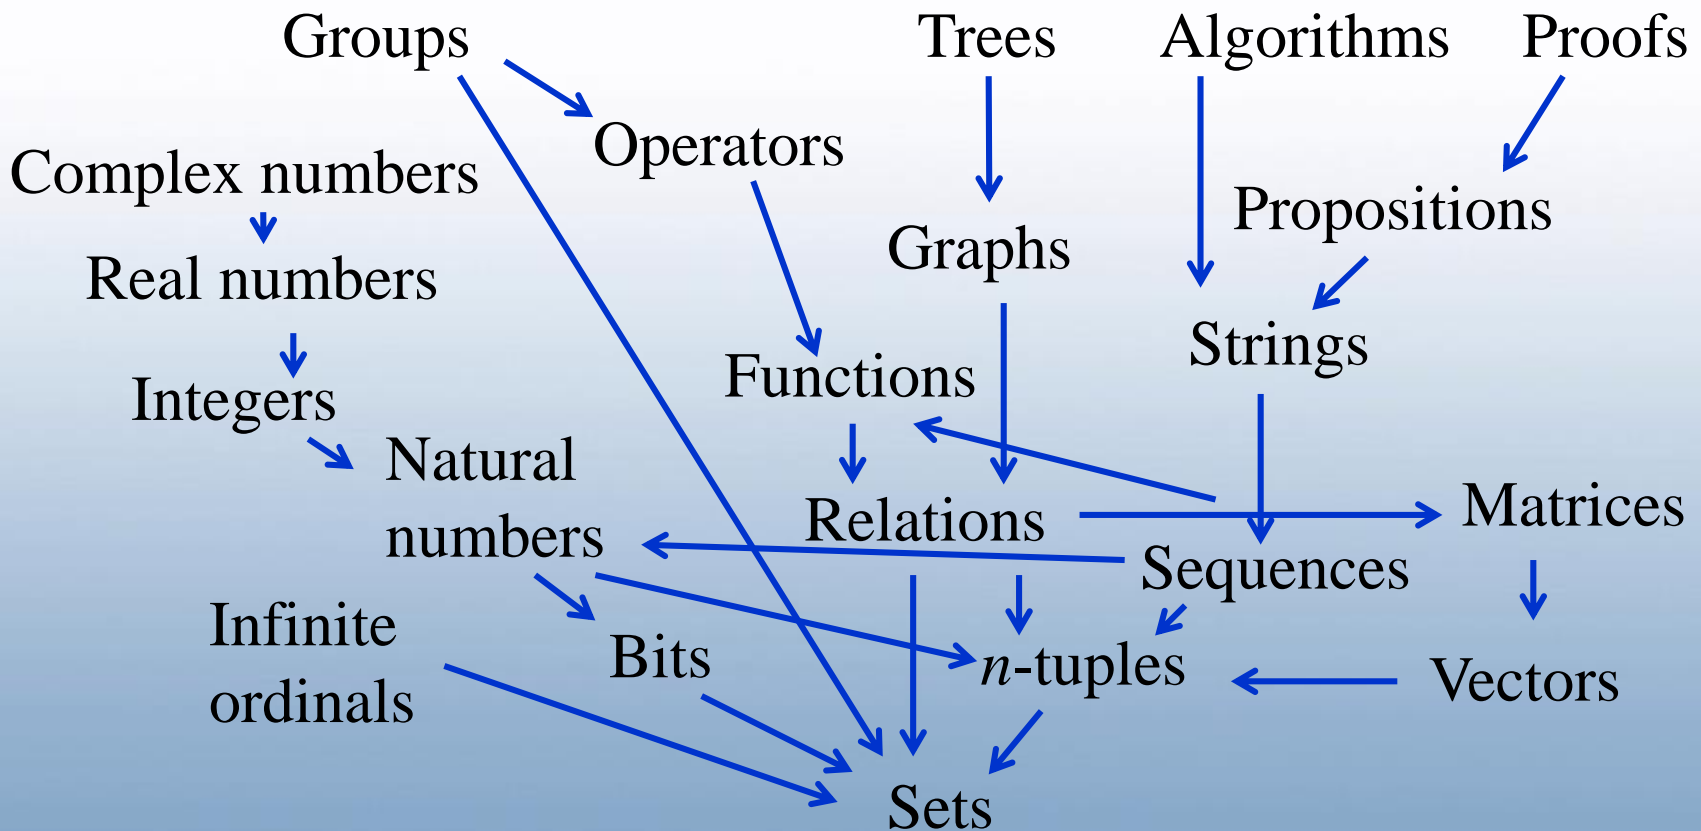 Groups
Trees
Algorithms
Proofs
Operators
Complex numbers
Propositions
Graphs
Real numbers
Strings
Functions
Integers
Natural
numbers
Relations
Matrices
Sequences
Infinite
ordinals
Bits
n-tuples
Vectors
Sets